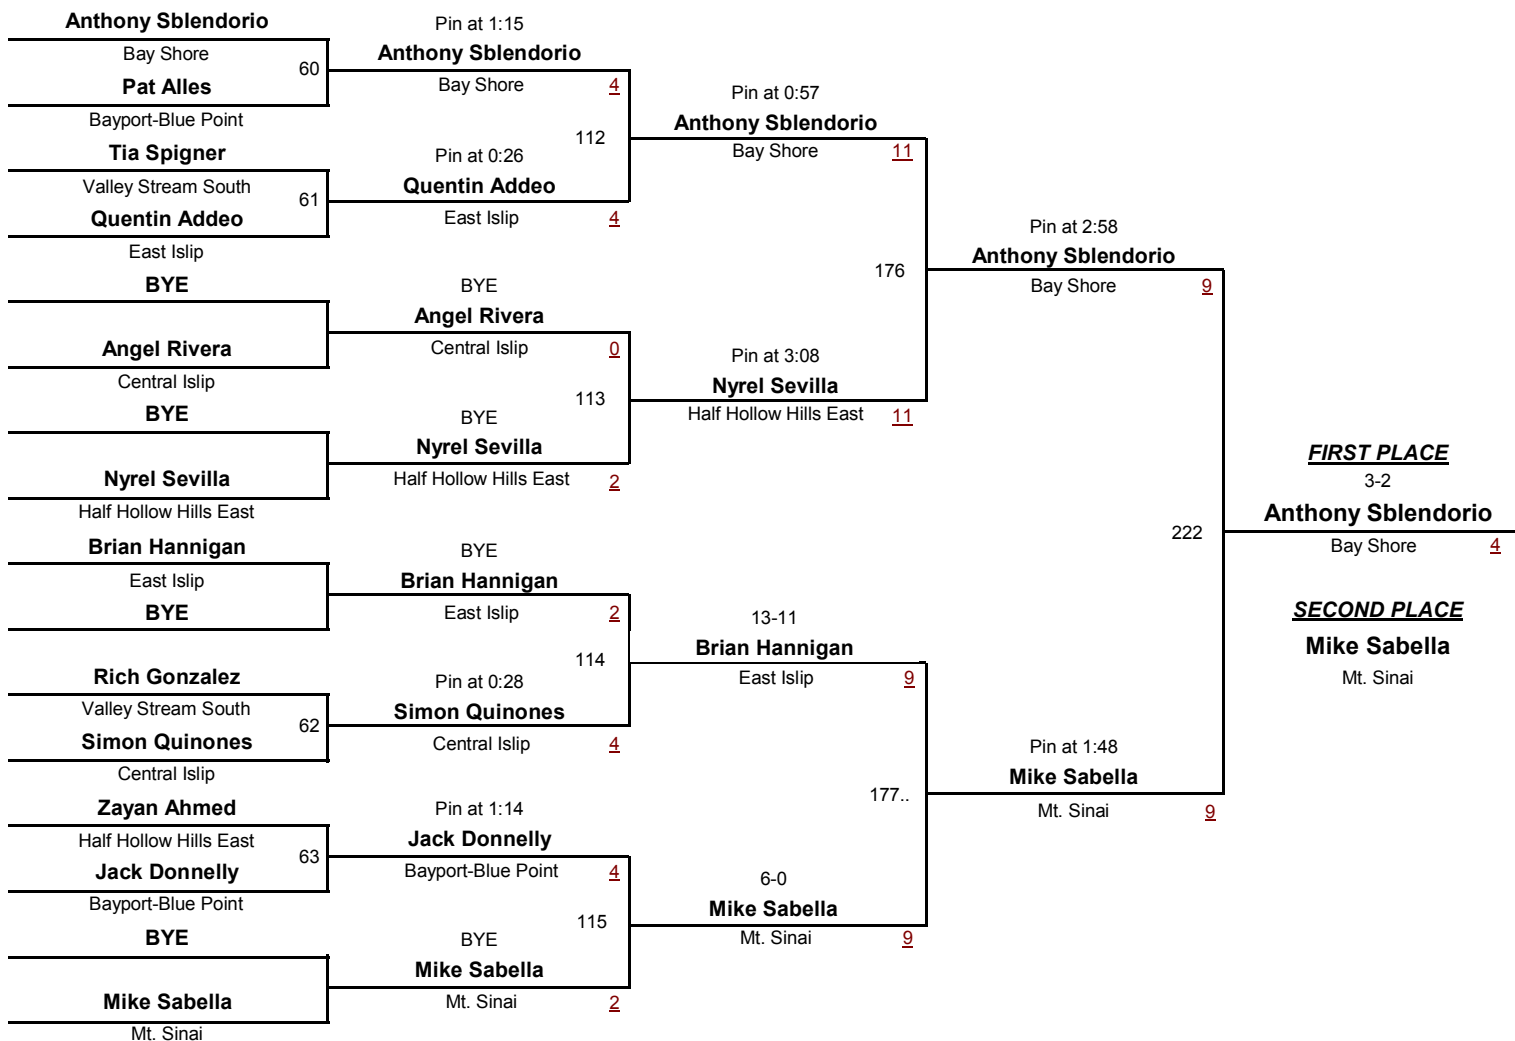 Anthony Sblendorio
Bay Shore
60
Pat Alles
Bayport-Blue Point
Tia Spigner
Valley Stream South
61
Quentin Addeo
East Islip
BYE
Angel Rivera
Central Islip
BYE
Nyrel Sevilla
Half Hollow Hills East
Brian Hannigan
East Islip
BYE
Rich Gonzalez
Valley Stream South
62
Simon Quinones
Central Islip
Zayan Ahmed
Half Hollow Hills East
63
Jack Donnelly
Bayport-Blue Point
BYE
Mike Sabella
Mt. Sinai
Pin at 1:15
Anthony Sblendorio
Bay Shore 4
112
Pin at 0:26
Quentin Addeo
East Islip 4
BYE
Angel Rivera
Central Islip 0
113
BYE
Nyrel Sevilla
Half Hollow Hills East 2
BYE
Brian Hannigan
East Islip 2
114
Pin at 0:28
Simon Quinones
Central Islip 4
Pin at 1:14
Jack Donnelly
Bayport-Blue Point 4
115
BYE
Mike Sabella
Mt. Sinai 2
Pin at 0:57
Anthony Sblendorio
Bay Shore 11
176
Pin at 3:08
Nyrel Sevilla
Half Hollow Hills East 11
13-11
Brian Hannigan
East Islip 9
177..
6-0
Mike Sabella
Mt. Sinai 9
Pin at 2:58
Anthony Sblendorio
Bay Shore 9
222
Pin at 1:48
Mike Sabella
Mt. Sinai 9
FIRST PLACE
3-2
Anthony Sblendorio
Bay Shore 4
SECOND PLACE
Mike Sabella
Mt. Sinai